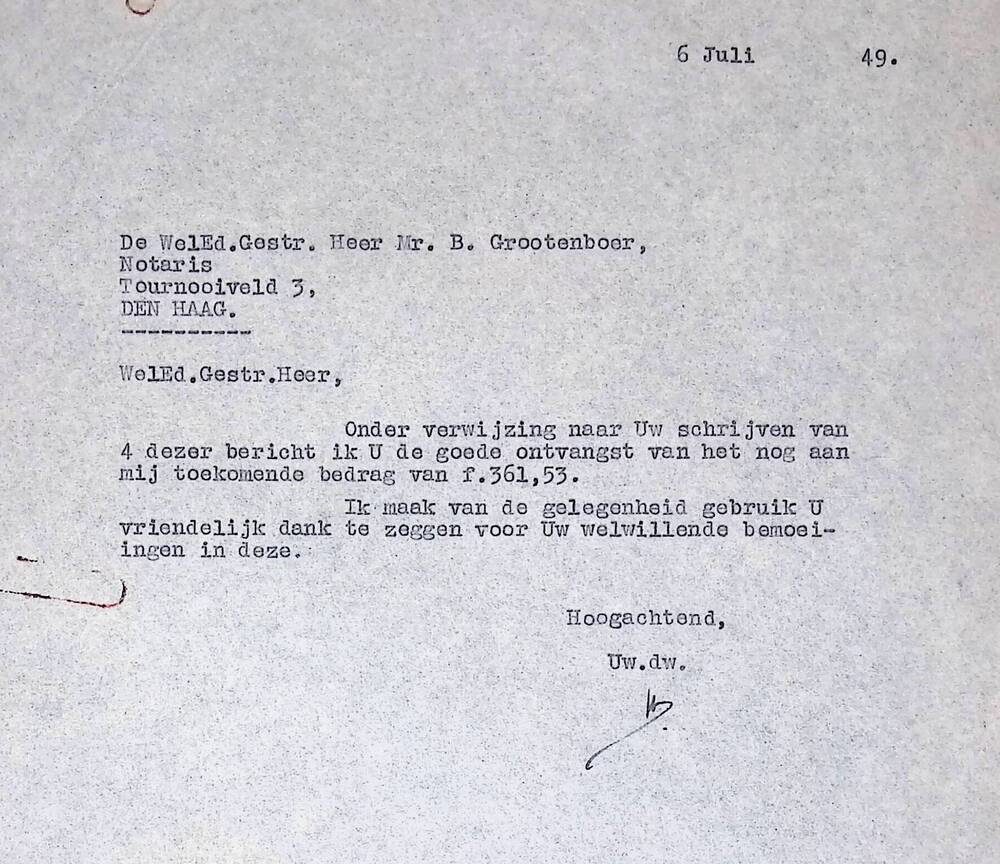 6 Juli 49.
De WelEd.Gestr. Heer Mr. B. Grootenboer,
Notaris
Tournooiveld 3,
DEN HAAG.
----------
WelEd.Gestr.Heer,
Onder verwijzing naar Uw schrijven van
4 dezer bericht ik U de goede ontvangst van het nog aan
mij toekomende bedrag van f.361,53.
Ik maak van de gelegenheid gebruik U
vriendelijk dank te zeggen voor Uw welwillende bemoei-
ingen in deze.
Hoogachtend,
Uw.dw.